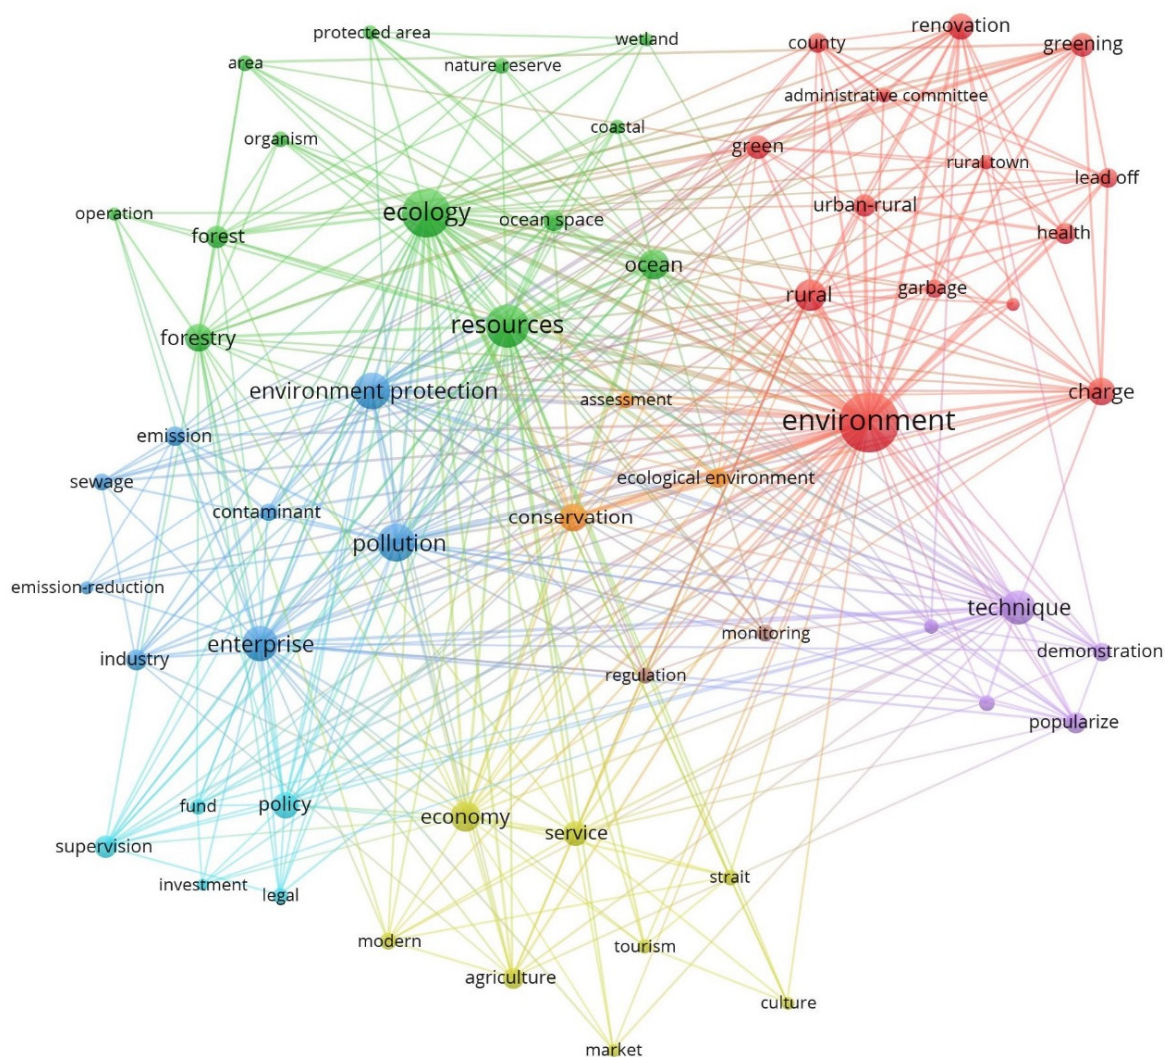 renovation
protected area
wetland
county
greening
area
nature reserve
administrative committee
organism
coastal
green
rural town
lead off
operation
ecology
ocean space
urban-rural
health
forest
ocean
rural
garbage
forestry
resources
environment protection
assessment
environment
charge
emission
sewage
ecological environment
contaminant
conservation
pollution
emission-reduction
technique
enterprise
monitoring
industry
demonstration
regulation
popularize
fund
policy
economy
service
supervision
strait
investment
legal
modern
tourism
agriculture
culture
market